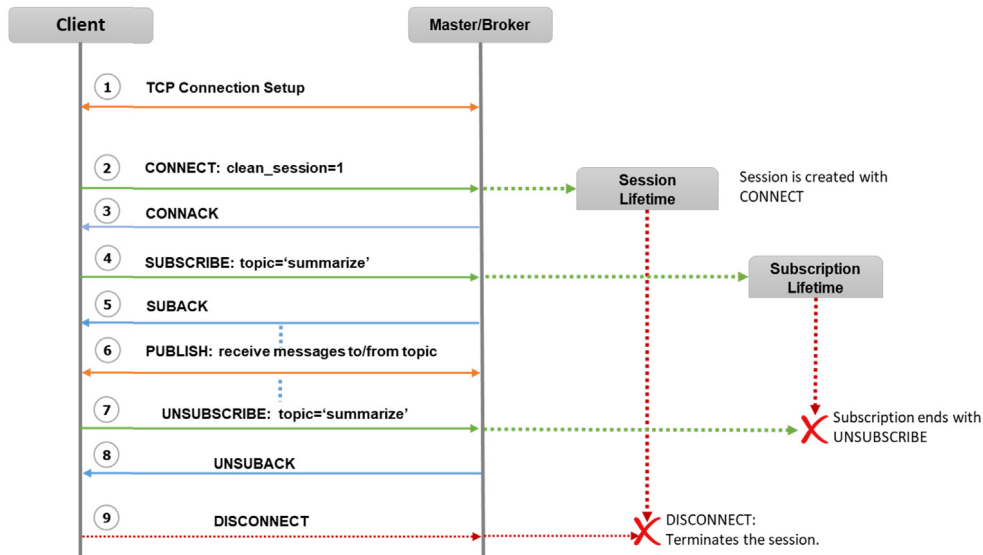 Client
Master/Broker
1
TCP Connection Setup
2
CONNECT: clean_session=1
Session
Lifetime
Session is created with
CONNECT
3
CONNACK
4
SUBSCRIBE: topic=‘summarize’
Subscription
Lifetime
5
SUBACK
6
PUBLISH: receive messages to/from topic
7
UNSUBSCRIBE: topic=‘summarize’
Subscription ends with
UNSUBSCRIBE
8
UNSUBACK
9
DISCONNECT
DISCONNECT:
Terminates the session.